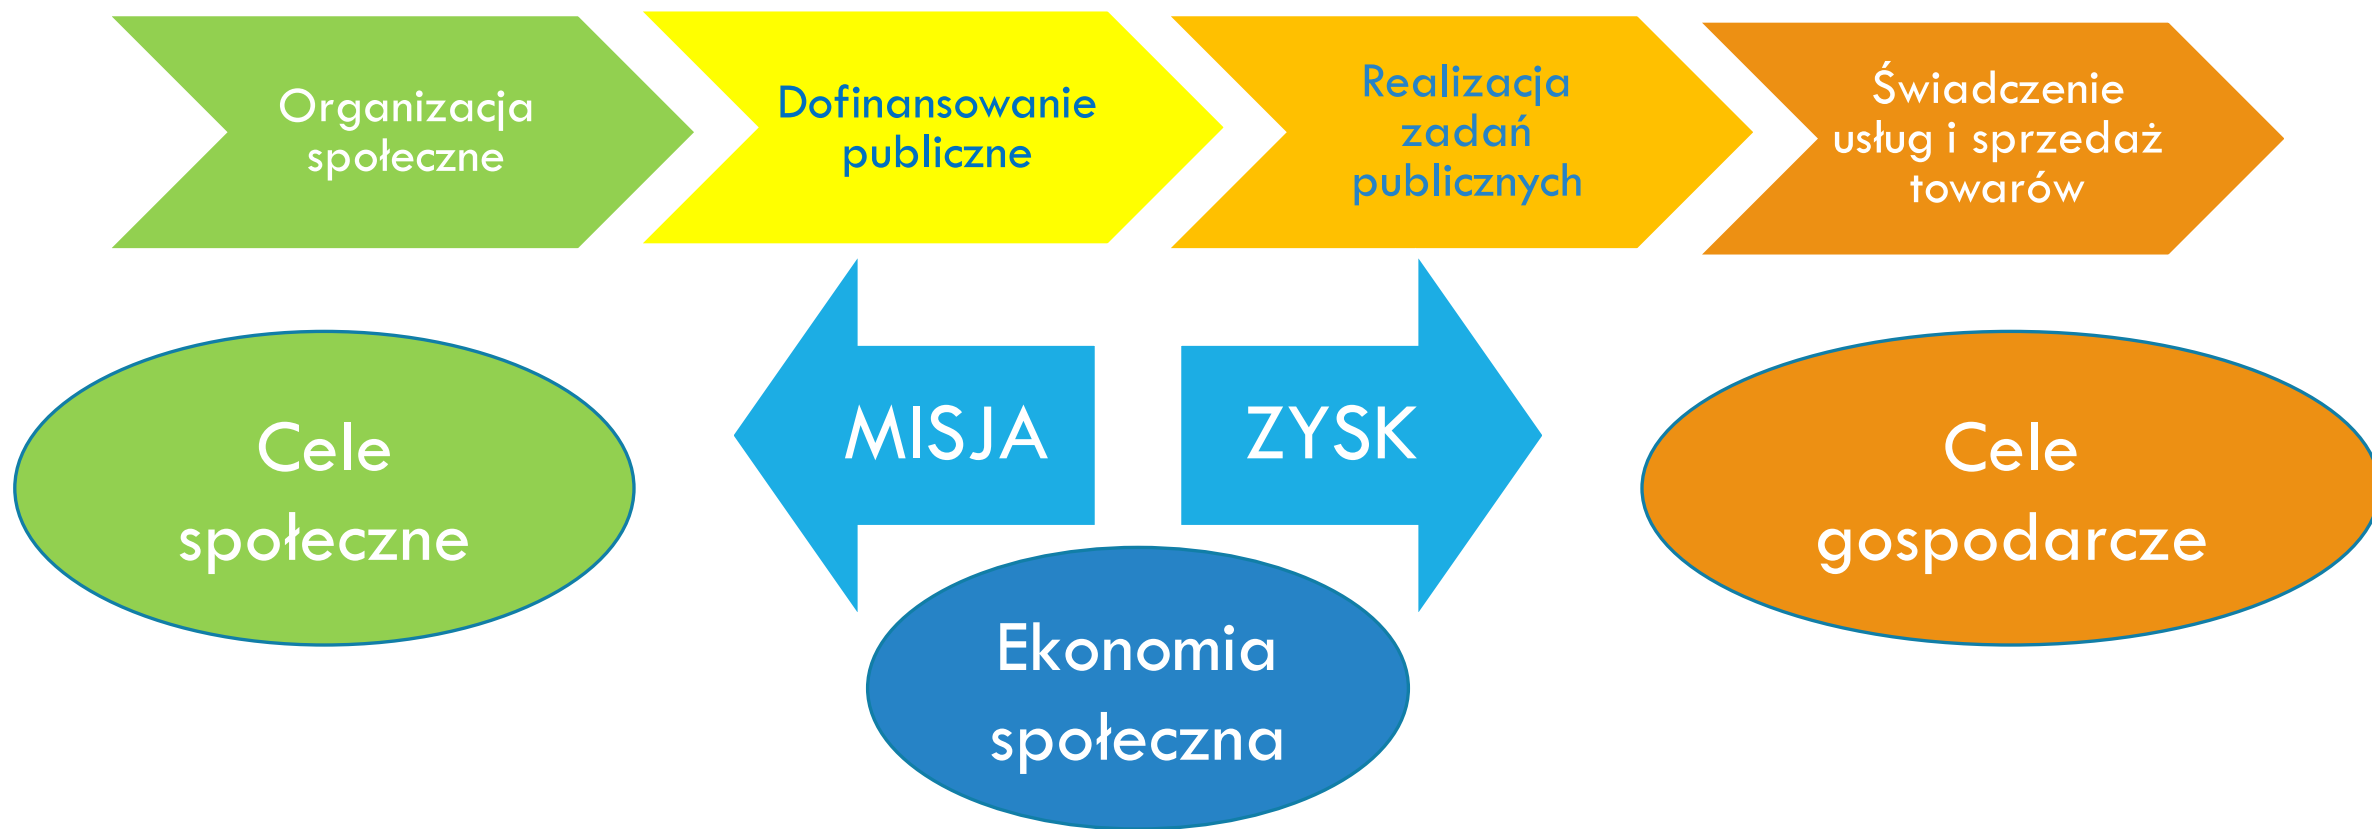 Organizacja
społeczne
Dofinansowanie
publiczne
Realizacja
zadań
publicznych
Świadczenie
usług i sprzedaż
towarów
MISJA
ZYSK
Cele
społeczne
Cele
gospodarcze
Ekonomia
społeczna